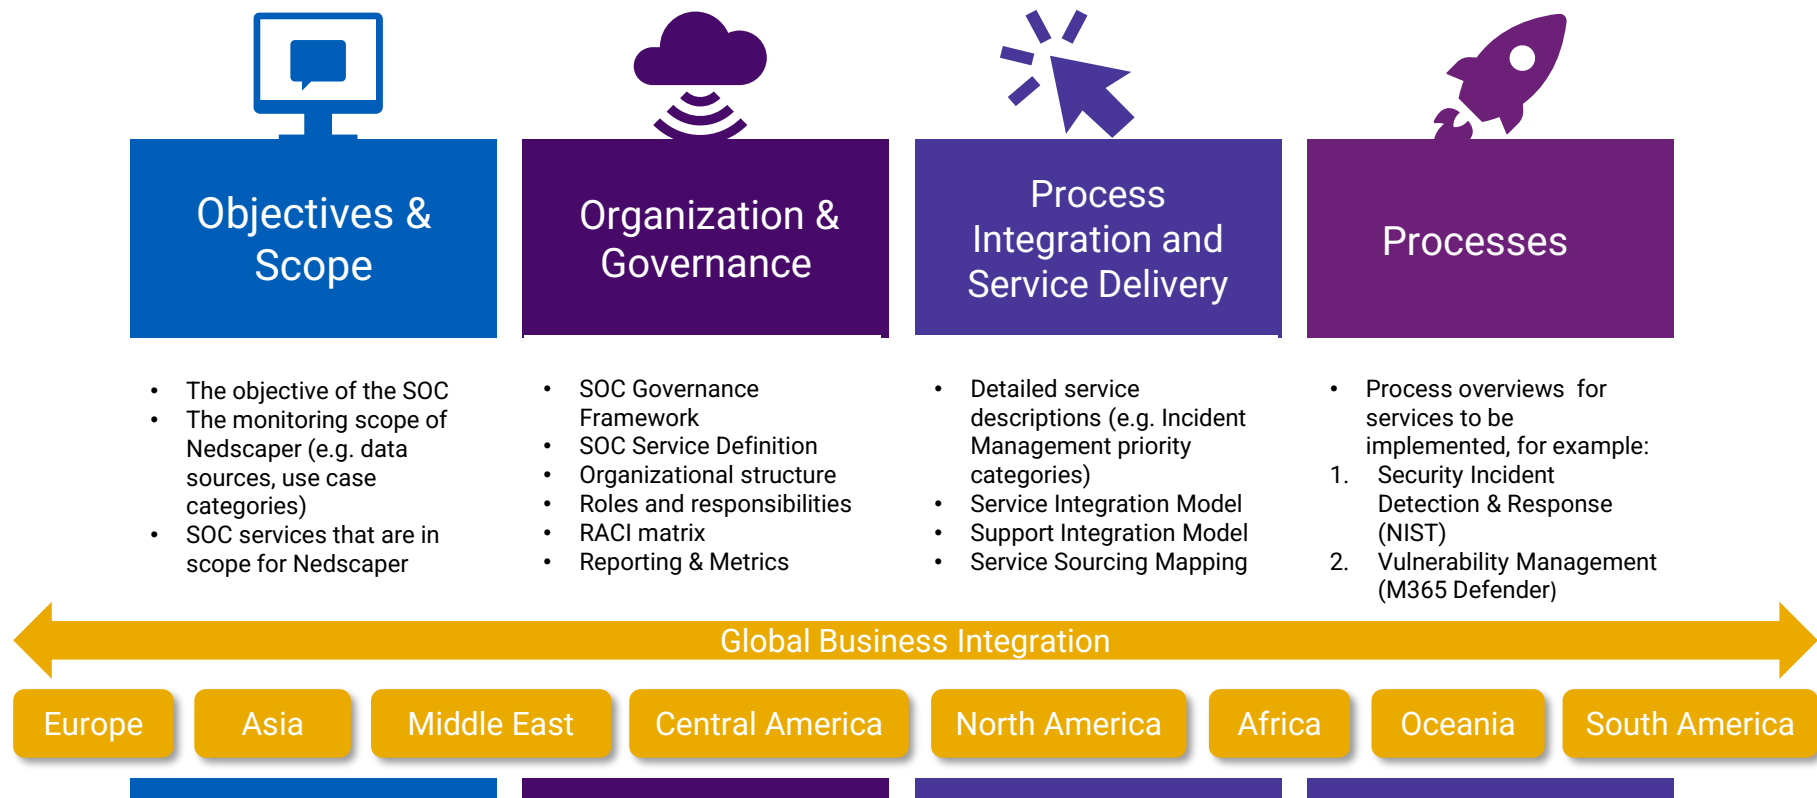 Objectives &
Scope
Organization &
Governance
Process
Integration and
Service Delivery
Processes
• The objective of the SOC
• The monitoring scope of
Nedscaper (e.g. data
sources, use case
categories)
• SOC services that are in
scope for Nedscaper
• SOC Governance
Framework
• SOC Service Definition
• Organizational structure
• Roles and responsibilities
• RACI matrix
• Reporting & Metrics
• Detailed service
descriptions (e.g. Incident
Management priority
categories)
• Service Integration Model
• Support Integration Model
• Service Sourcing Mapping
• Process overviews for
services to be
implemented, for example:
1. Security Incident
Detection & Response
(NIST)
2. Vulnerability Management
(M365 Defender)
Global Business Integration
Europe
Asia
Middle East
Central America
North America
Africa
Oceania
South America